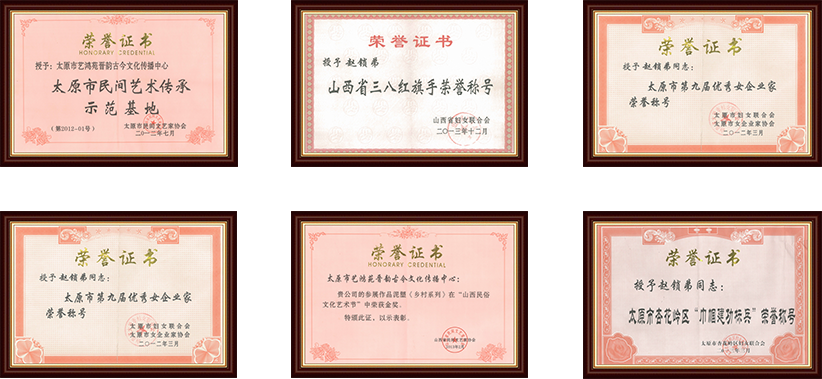 荣誉证书
HONORARY CREDENTIAL
授予:太原市艺鸿苑晋韵古今文化传播中心
太原市民间艺术传承
示范基地
(第2012-01号)
太原市民间文艺家协会
二〇一二年七月
荣誉证书
授予 赵锁弟
山西省三八红旗手荣誉称号
山西省妇女联合会
二〇一三年十二月
荣誉证书
授予 赵锁弟同志:
太原市第九届优秀女企业家
荣誉称号
太原市妇女联合会
太原市女企业家协会
二〇一二年三月
荣誉证书
授予 赵锁弟同志:
太原市第九届优秀女企业家
荣誉称号
太原市妇女联合会
太原市女企业家协会
二〇一二年三月
荣誉证书
HONORARY CREDENTIAL
太原市艺鸿苑晋韵古今文化传播中心:
贵公司的参展作品泥塑《乡村系列》在“山西民俗
文化艺术节”中荣获金奖。
特颁此证,以示表彰。
荣誉证书
授予 赵锁弟同志:
太原市杏花岭区“巾帼建功标兵”荣誉称号
太原市杏花岭区妇女联合会